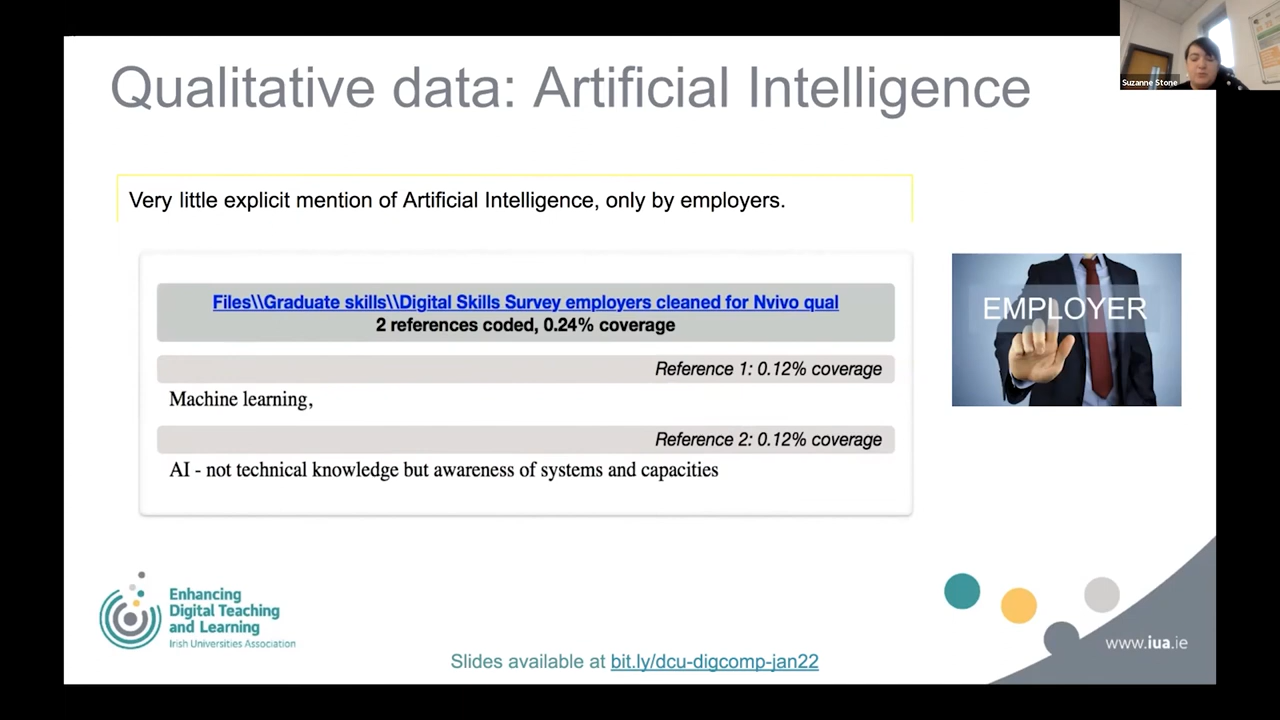 Suzanne Stone
Qualitative data: Artificial Intelligence
Very little explicit mention of Artificial Intelligence, only by employers.
Files\\Graduate skills\\Digital Skills Survey employers cleaned for Nvivo qual
2 references coded, 0.24% coverage
Reference 1: 0.12% coverage
Machine learning,
Reference 2: 0.12% coverage
AI - not technical knowledge but awareness of systems and capacities
EMPLOYER
Enhancing
Digital Teaching
and Learning
Irish Universities Association
Slides available at bit.ly/dcu-digcomp-jan22
www.iua.ie